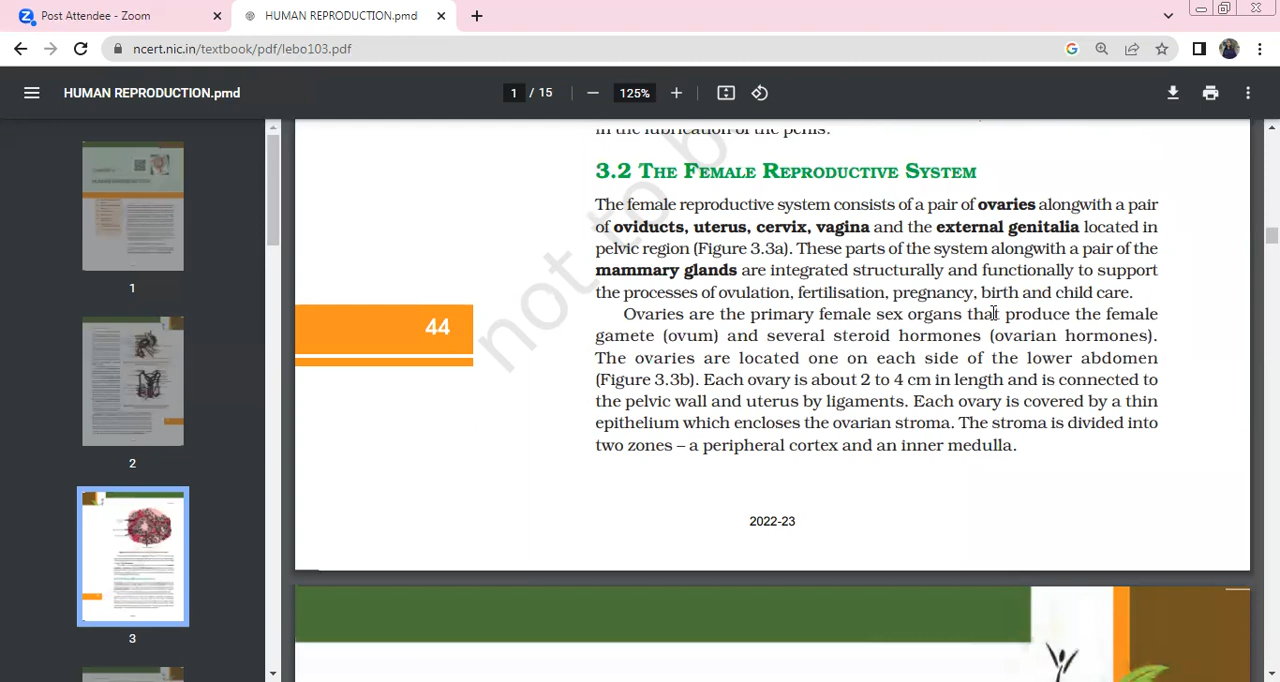 Post Attendee - Zoom
HUMAN REPRODUCTION.pmd
ncert.nic.in/textbook/pdf/lebo103.pdf
HUMAN REPRODUCTION.pmd
1 / 15
125%
in the lubrication of the penis.
3.2 THE FEMALE REPRODUCTIVE SYSTEM
The female reproductive system consists of a pair of ovaries alongwith a pair
of oviducts, uterus, cervix, vagina and the external genitalia located in
pelvic region (Figure 3.3a). These parts of the system alongwith a pair of the
mammary glands are integrated structurally and functionally to support
the processes of ovulation, fertilisation, pregnancy, birth and child care.
Ovaries are the primary female sex organs that produce the female
gamete (ovum) and several steroid hormones (ovarian hormones).
The ovaries are located one on each side of the lower abdomen
(Figure 3.3b). Each ovary is about 2 to 4 cm in length and is connected to
the pelvic wall and uterus by ligaments. Each ovary is covered by a thin
epithelium which encloses the ovarian stroma. The stroma is divided into
two zones – a peripheral cortex and an inner medulla.
44
not to b
2022-23
1
2
3